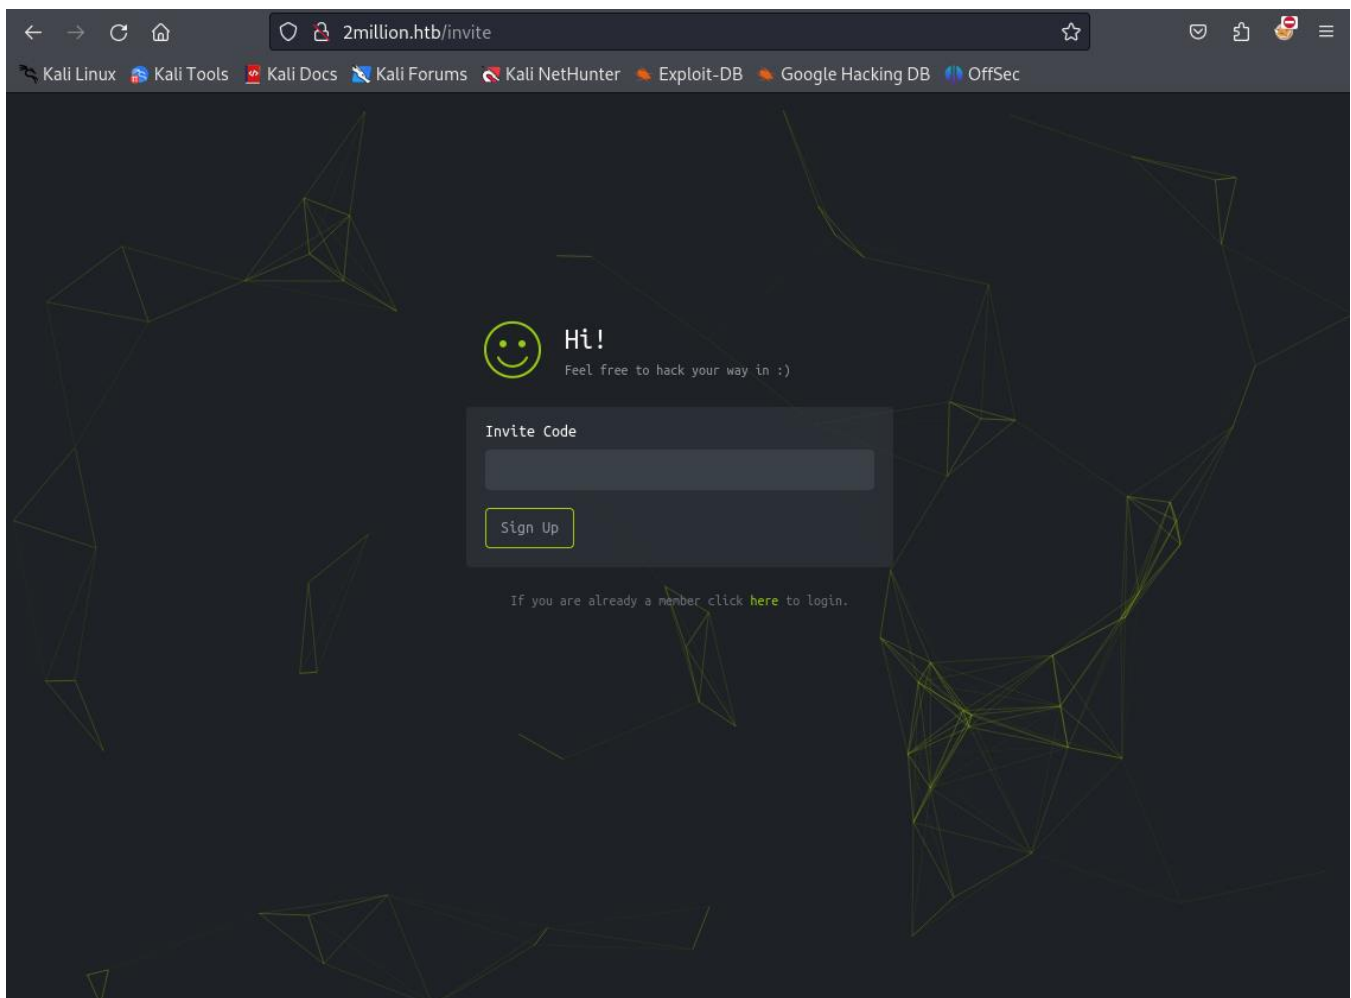 2million.htb/invite
Kali Linux Kali Tools Kali Docs Kali Forums Kali NetHunter Exploit-DB Google Hacking DB OffSec
Hi!
Feel free to hack your way in :)
Invite Code
Sign Up
If you are already a member click here to login.